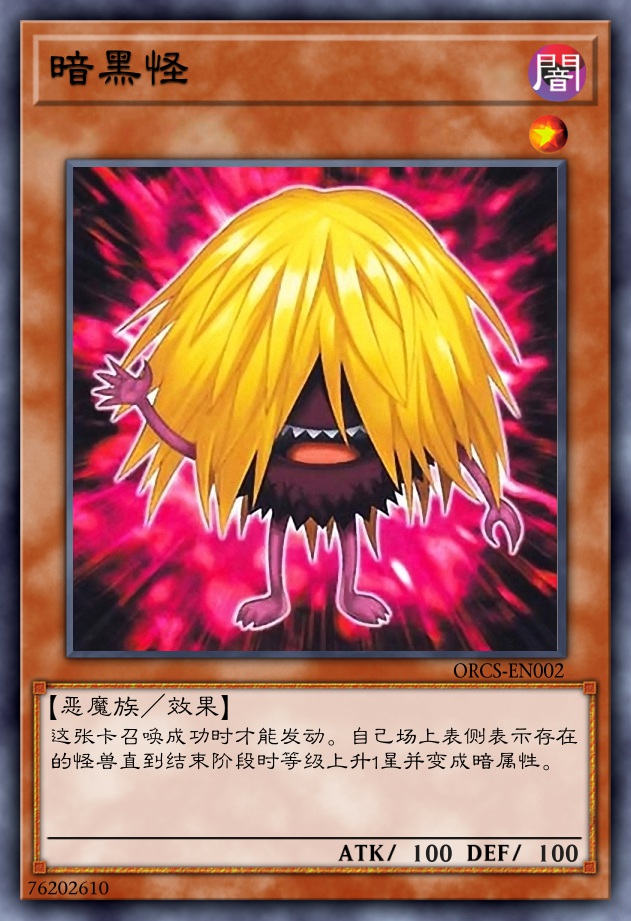 暗黑怪
闇
ORCS-EN002
【恶魔族／效果】
这张卡召唤成功时才能发动。自己场上表侧表示存在
的怪兽直到结束阶段时等级上升1星并变成暗属性。
ATK/ 100 DEF/ 100
76202610